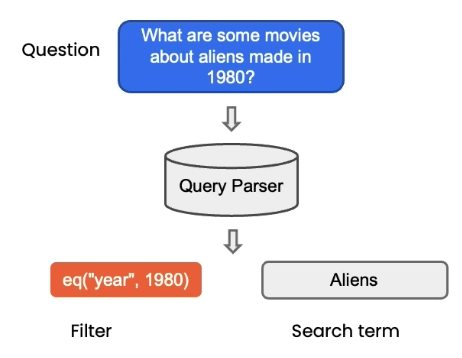 Question
What are some movies
about aliens made in
1980?
Query Parser
eq("year", 1980)
Aliens
Filter
Search term